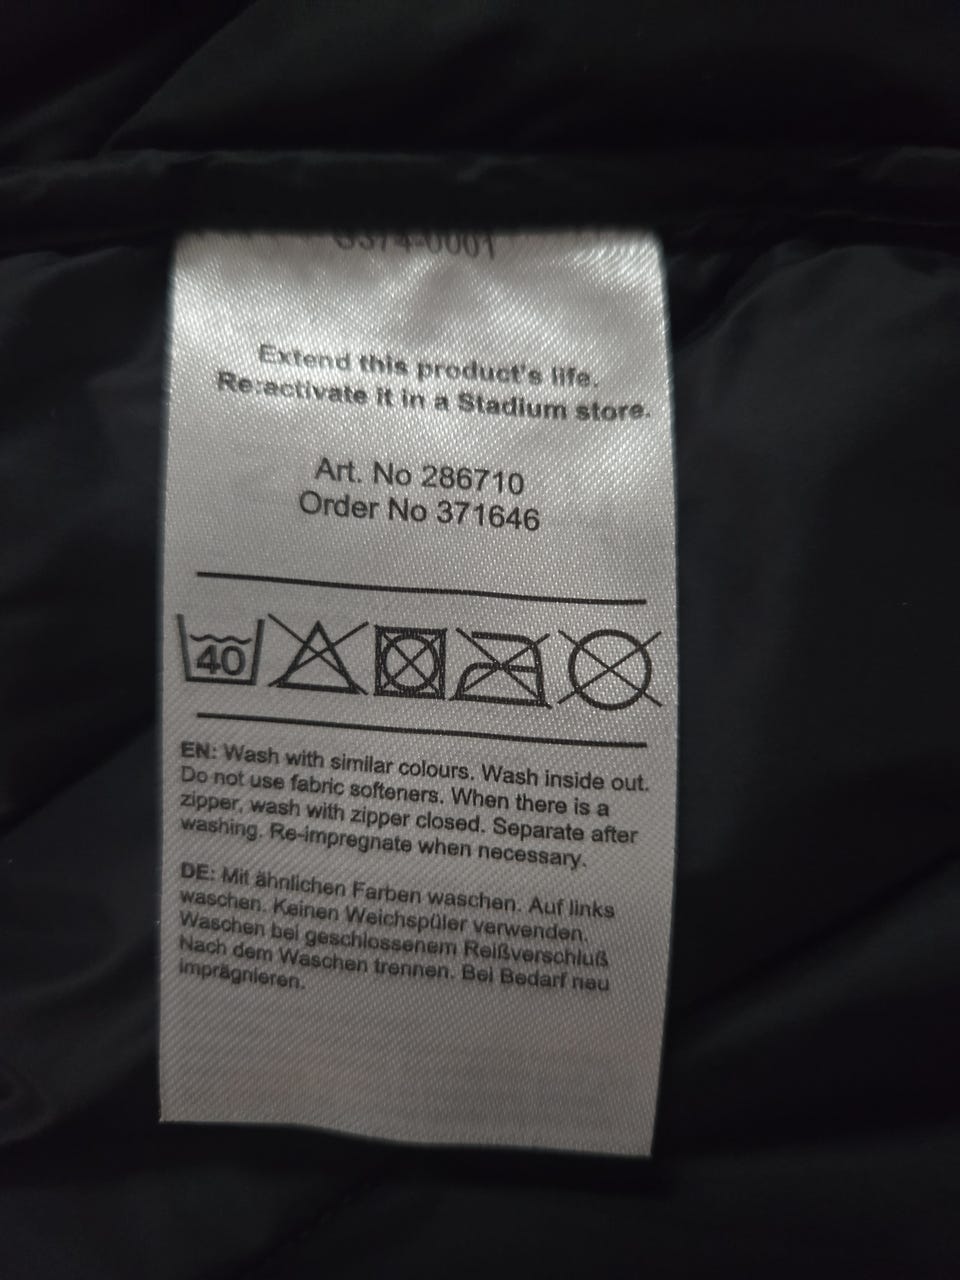 Extend this product's life.
Re:activate it in a Stadium store.
Art. No 286710
Order No 371646
40
EN: Wash with similar colours. Wash inside out.
Do not use fabric softeners. When there is a
zipper, wash with zipper closed. Separate after
washing. Re-impregnate when necessary.
DE: Mit ähnlichen Farben waschen. Auf links
waschen. Keinen Weichspüler verwenden.
Waschen bei geschlossenem Reißverschluß
Nach dem Waschen trennen. Bei Bedarf neu
imprägnieren.